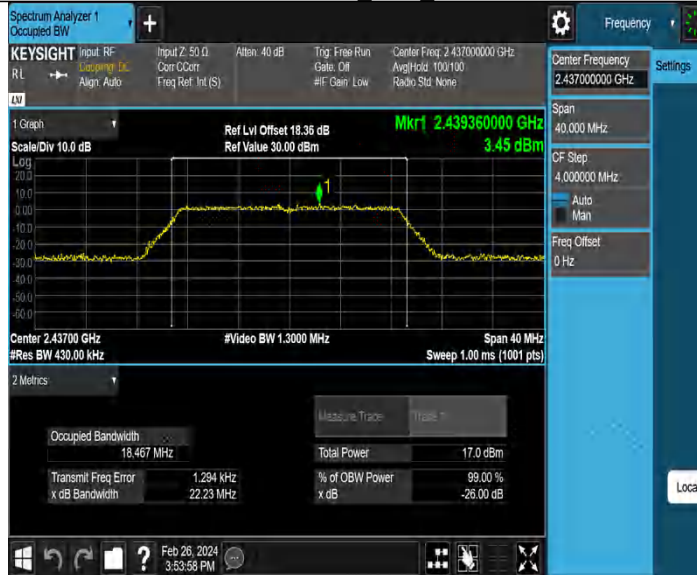 Spectrum Analyzer 1
Occupied BW
+
Frequency
KEYSIGHT
Input: RF
Coupling: DC
Align: Auto
Input Z: 50 Ω
Corr CCorr
Freq Ref: Int (S)
Atten: 40 dB
Trig: Free Run
Gate: Off
#IF Gain: Low
Center Freq: 2.437000000 GHz
Avg|Hold: 100/100
Radio Std: None
RL
LXI
Center Frequency
2.437000000 GHz
Settings
Span
40.000 MHz
CF Step
4.000000 MHz
Auto
Man
Freq Offset
0 Hz
1 Graph
Scale/Div 10.0 dB
Ref Lvl Offset 18.36 dB
Ref Value 30.00 dBm
Mkr1 2.439360000 GHz
3.45 dBm
Log
20.0
10.0
0.00
-10.0
-20.0
-30.0
-40.0
-50.0
-60.0
1
Center 2.43700 GHz
#Res BW 430.00 kHz
#Video BW 1.3000 MHz
Span 40 MHz
Sweep 1.00 ms (1001 pts)
2 Metrics
Measure Trace
Trace 1
Occupied Bandwidth
18.467 MHz
Total Power
17.0 dBm
Transmit Freq Error
1.294 kHz
% of OBW Power
99.00 %
x dB Bandwidth
22.23 MHz
x dB
-26.00 dB
Loca
?
Feb 26, 2024
3:53:58 PM